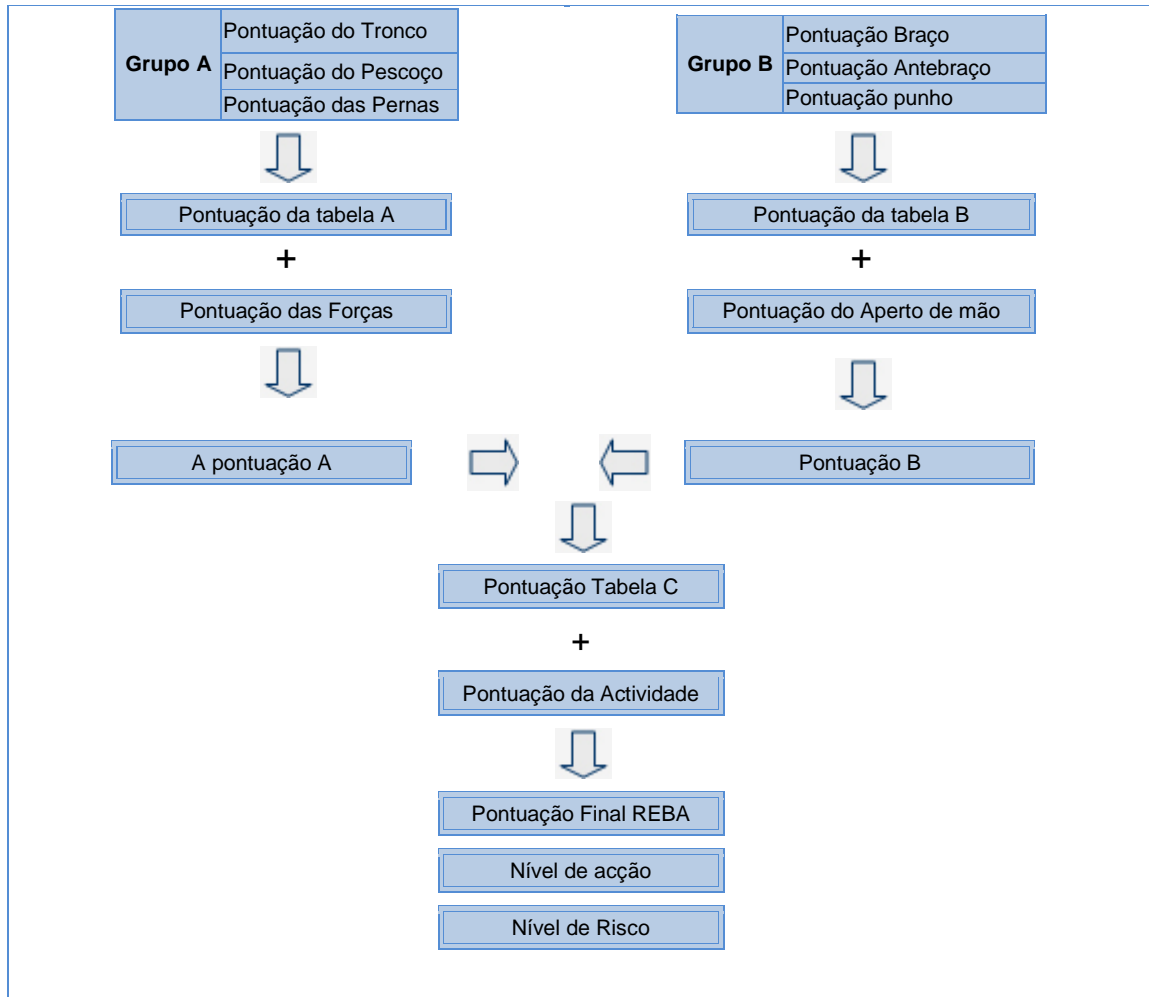 Grupo A
Pontuação do Tronco
Pontuação do Pescoço
Pontuação das Pernas
Grupo B
Pontuação Braço
Pontuação Antebraço
Pontuação punho
Pontuação da tabela A
Pontuação da tabela B
+
+
Pontuação das Forças
Pontuação do Aperto de mão
A pontuação A
Pontuação B
Pontuação Tabela C
+
Pontuação da Actividade
Pontuação Final REBA
Nível de acção
Nível de Risco